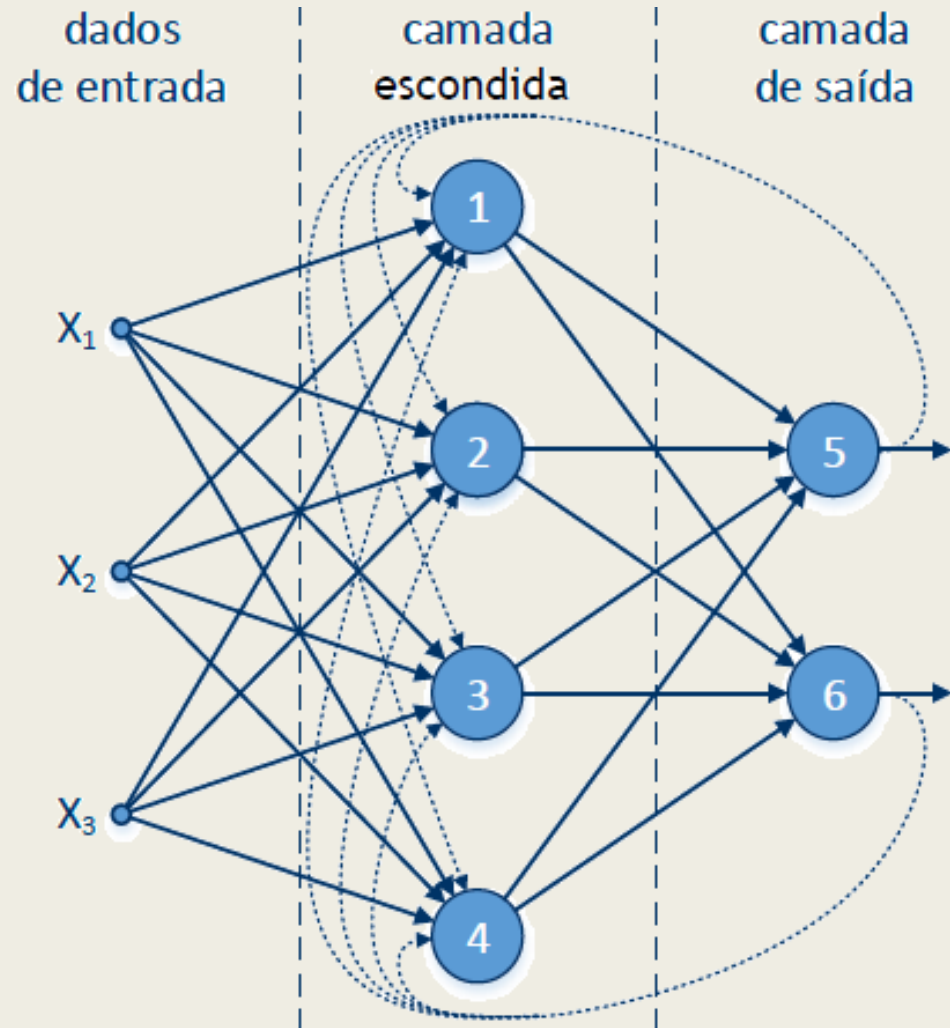 dados
de entrada
camada
escondida
camada
de saída
X₁
X₂
X₃
1
2
3
4
5
6